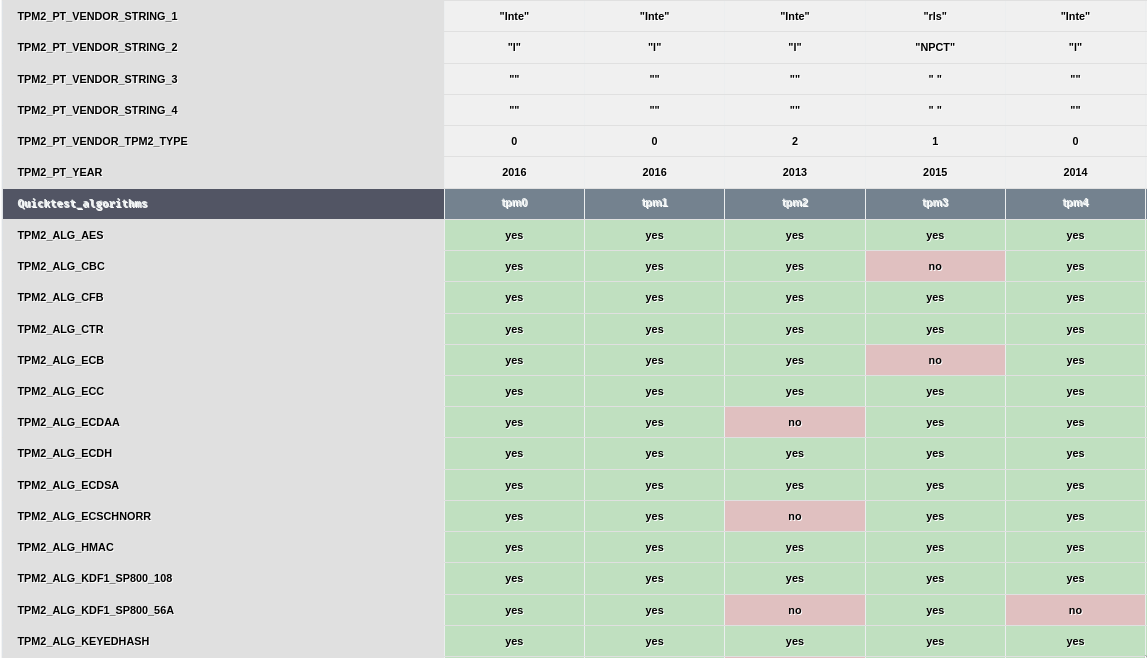 TPM2_PT_VENDOR_STRING_1 "Inte" "Inte" "Inte" "rls" "Inte"
TPM2_PT_VENDOR_STRING_2 "l" "l" "l" "NPCT" "l"
TPM2_PT_VENDOR_STRING_3 "" "" "" " " ""
TPM2_PT_VENDOR_STRING_4 "" "" "" " " ""
TPM2_PT_VENDOR_TPM2_TYPE 0 0 2 1 0
TPM2_PT_YEAR 2016 2016 2013 2015 2014
Quicktest_algorithms tpm0 tpm1 tpm2 tpm3 tpm4
TPM2_ALG_AES yes yes yes yes yes
TPM2_ALG_CBC yes yes yes no yes
TPM2_ALG_CFB yes yes yes yes yes
TPM2_ALG_CTR yes yes yes yes yes
TPM2_ALG_ECB yes yes yes no yes
TPM2_ALG_ECC yes yes yes yes yes
TPM2_ALG_ECDAA yes yes no yes yes
TPM2_ALG_ECDH yes yes yes yes yes
TPM2_ALG_ECDSA yes yes yes yes yes
TPM2_ALG_ECSCHNORR yes yes no yes yes
TPM2_ALG_HMAC yes yes yes yes yes
TPM2_ALG_KDF1_SP800_108 yes yes yes yes yes
TPM2_ALG_KDF1_SP800_56A yes yes no yes no
TPM2_ALG_KEYEDHASH yes yes yes yes yes